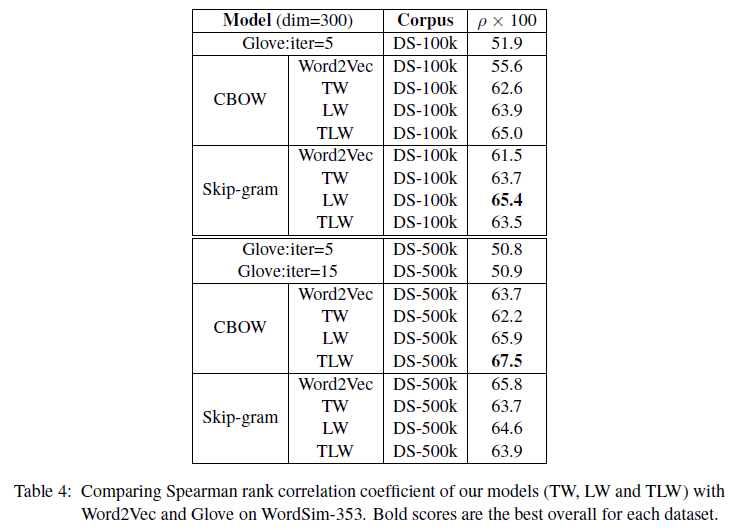 Model (dim=300) Corpus ρ × 100
Glove:iter=5 DS-100k 51.9
CBOW Word2Vec DS-100k 55.6
TW DS-100k 62.6
LW DS-100k 63.9
TLW DS-100k 65.0
Skip-gram Word2Vec DS-100k 61.5
TW DS-100k 63.7
LW DS-100k 65.4
TLW DS-100k 63.5
Glove:iter=5 DS-500k 50.8
Glove:iter=15 DS-500k 50.9
CBOW Word2Vec DS-500k 63.7
TW DS-500k 62.2
LW DS-500k 65.9
TLW DS-500k 67.5
Skip-gram Word2Vec DS-500k 65.8
TW DS-500k 63.7
LW DS-500k 64.6
TLW DS-500k 63.9
Table 4: Comparing Spearman rank correlation coefficient of our models (TW, LW and TLW) with
Word2Vec and Glove on WordSim-353. Bold scores are the best overall for each dataset.